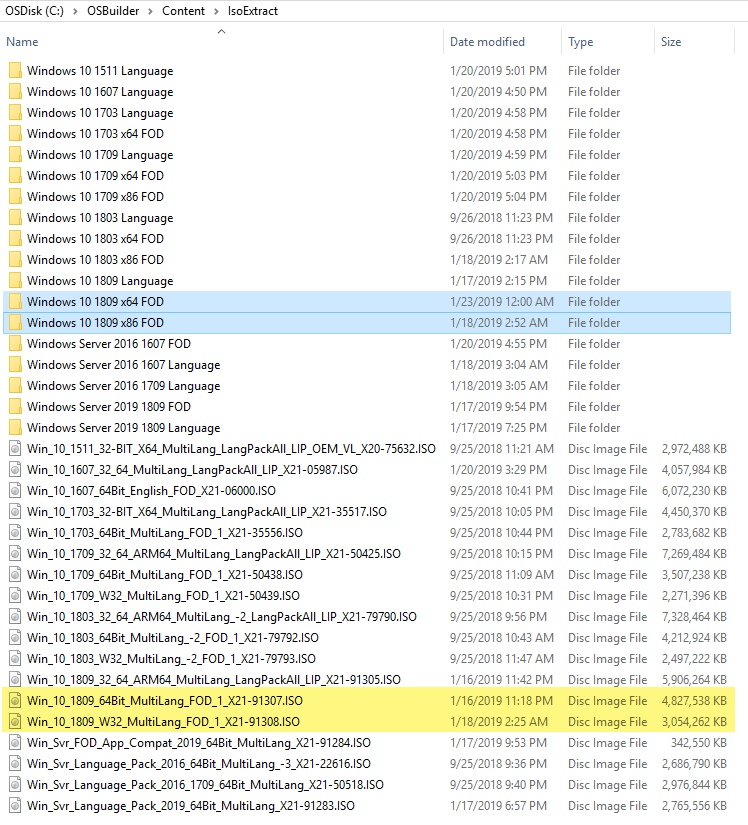 OSDisk (C:) > OSBuilder > Content > IsoExtract
Name Date modified Type Size
Windows 10 1511 Language 1/20/2019 5:01 PM File folder
Windows 10 1607 Language 1/20/2019 4:50 PM File folder
Windows 10 1703 Language 1/20/2019 4:58 PM File folder
Windows 10 1703 x64 FOD 1/20/2019 4:58 PM File folder
Windows 10 1709 Language 1/20/2019 4:59 PM File folder
Windows 10 1709 x64 FOD 1/20/2019 5:03 PM File folder
Windows 10 1709 x86 FOD 1/20/2019 5:04 PM File folder
Windows 10 1803 Language 9/26/2018 11:23 PM File folder
Windows 10 1803 x64 FOD 9/26/2018 11:23 PM File folder
Windows 10 1803 x86 FOD 1/18/2019 2:17 AM File folder
Windows 10 1809 Language 1/17/2019 2:15 PM File folder
Windows 10 1809 x64 FOD 1/23/2019 12:00 AM File folder
Windows 10 1809 x86 FOD 1/18/2019 2:52 AM File folder
Windows Server 2016 1607 FOD 1/20/2019 4:55 PM File folder
Windows Server 2016 1607 Language 1/18/2019 3:04 AM File folder
Windows Server 2016 1709 Language 1/18/2019 3:05 AM File folder
Windows Server 2019 1809 FOD 1/17/2019 9:54 PM File folder
Windows Server 2019 1809 Language 1/17/2019 7:25 PM File folder
Win_10_1511_32-BIT_X64_MultiLang_LangPackAll_LIP_OEM_VL_X20-75632.ISO 9/25/2018 11:21 AM Disc Image File 2,972,488 KB
Win_10_1607_32_64_MultiLang_LangPackAll_LIP_X21-05987.ISO 1/20/2019 3:29 PM Disc Image File 4,057,984 KB
Win_10_1607_64Bit_English_FOD_X21-06000.ISO 9/25/2018 10:41 PM Disc Image File 6,072,230 KB
Win_10_1703_32-BIT_X64_MultiLang_LangPackAll_LIP_X21-35517.ISO 9/25/2018 10:05 PM Disc Image File 4,450,370 KB
Win_10_1703_64Bit_MultiLang_FOD_1_X21-35556.ISO 9/25/2018 10:44 PM Disc Image File 2,783,682 KB
Win_10_1709_32_64_ARM64_MultiLang_LangPackAll_LIP_X21-50425.ISO 9/25/2018 10:15 PM Disc Image File 7,269,484 KB
Win_10_1709_64Bit_MultiLang_FOD_1_X21-50438.ISO 9/25/2018 11:09 AM Disc Image File 3,507,238 KB
Win_10_1709_W32_MultiLang_FOD_1_X21-50439.ISO 9/25/2018 10:31 PM Disc Image File 2,271,396 KB
Win_10_1803_32_64_ARM64_MultiLang_-2_LangPackAll_LIP_X21-79790.ISO 9/25/2018 9:56 PM Disc Image File 7,328,464 KB
Win_10_1803_64Bit_MultiLang_-2_FOD_1_X21-79792.ISO 9/25/2018 10:43 AM Disc Image File 4,212,924 KB
Win_10_1803_W32_MultiLang_-2_FOD_1_X21-79793.ISO 9/25/2018 11:47 AM Disc Image File 2,497,222 KB
Win_10_1809_32_64_ARM64_MultiLang_LangPackAll_LIP_X21-91305.ISO 1/16/2019 11:42 PM Disc Image File 5,906,264 KB
Win_10_1809_64Bit_MultiLang_FOD_1_X21-91307.ISO 1/16/2019 11:18 PM Disc Image File 4,827,538 KB
Win_10_1809_W32_MultiLang_FOD_1_X21-91308.ISO 1/18/2019 2:25 AM Disc Image File 3,054,262 KB
Win_Svr_FOD_App_Compat_2019_64Bit_MultiLang_X21-91284.ISO 1/17/2019 9:53 PM Disc Image File 342,550 KB
Win_Svr_Language_Pack_2016_64Bit_MultiLang_-3_X21-22616.ISO 9/25/2018 9:36 PM Disc Image File 2,686,790 KB
Win_Svr_Language_Pack_2016_1709_64Bit_MultiLang_X21-50518.ISO 9/25/2018 9:40 PM Disc Image File 2,976,844 KB
Win_Svr_Language_Pack_2019_64Bit_MultiLang_X21-91283.ISO 1/17/2019 6:57 PM Disc Image File 2,765,556 KB